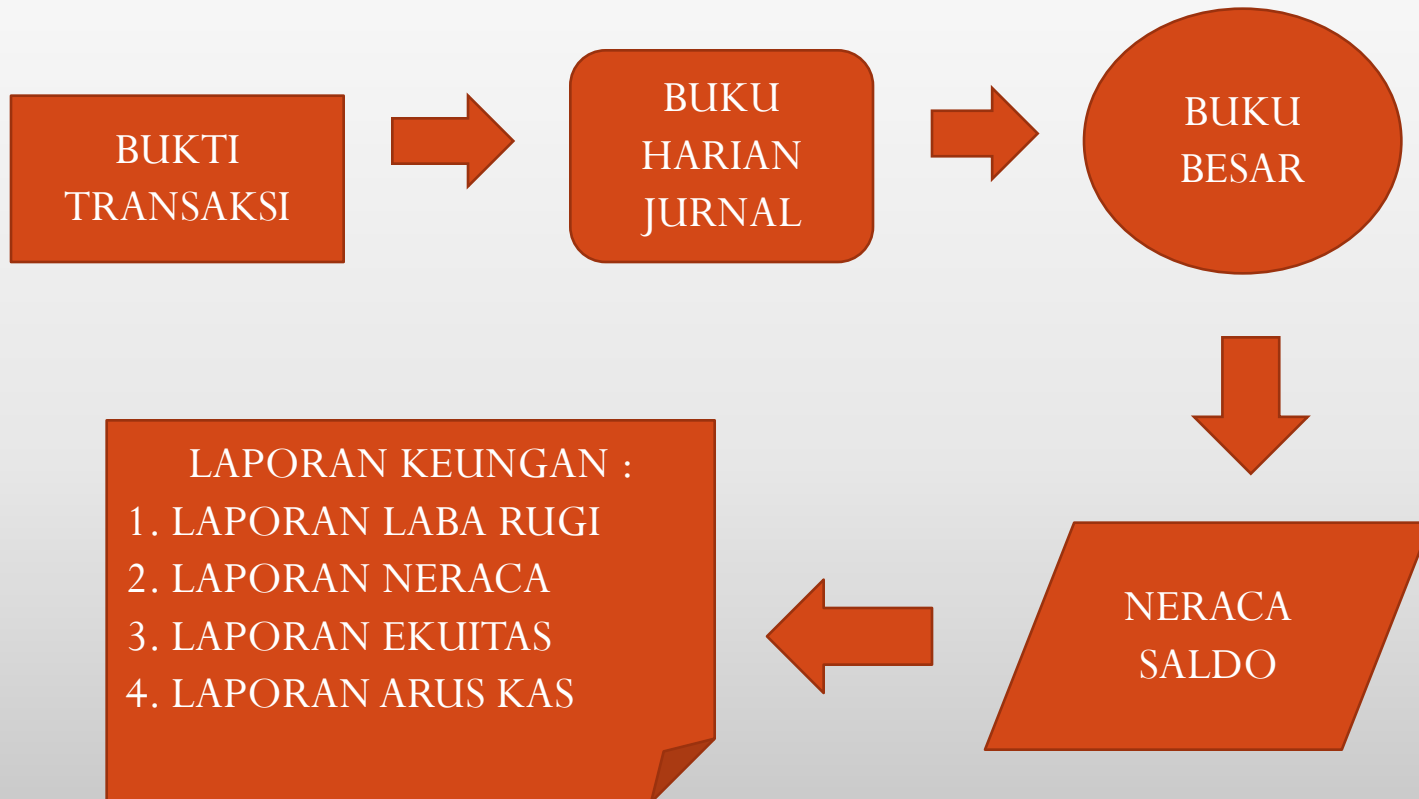 BUKTI
TRANSAKSI
BUKU
HARIAN
JURNAL
BUKU
BESAR
NERACA
SALDO
LAPORAN KEUNGAN :
1. LAPORAN LABA RUGI
2. LAPORAN NERACA
3. LAPORAN EKUITAS
4. LAPORAN ARUS KAS